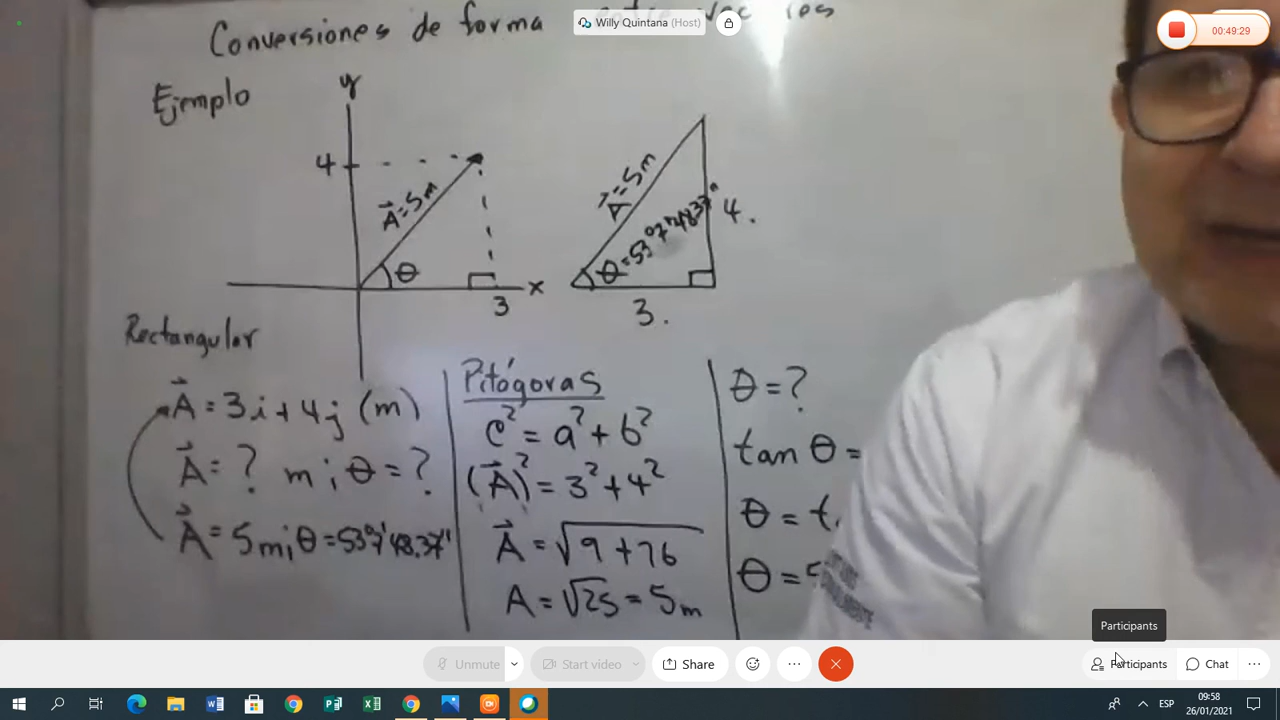 Willy Quintana (Host)
00:49:29
Conversiones de forma
Ejemplo
y
4
A=5m
θ
3
x
A=5m
θ=53°7'48.37"
4.
3.
Rectangular
A = 3i + 4j (m)
A = ? m; θ = ?
A = 5m; θ = 53°7'48.37"
Pitágoras
c² = a² + b²
(A)² = 3² + 4²
A = √9 + 16
A = √25 = 5m
θ = ?
tan θ =
θ = t
θ = 5
Participants
Unmute
Start video
Share
Participants
Chat
ESP
09:58
26/01/2021